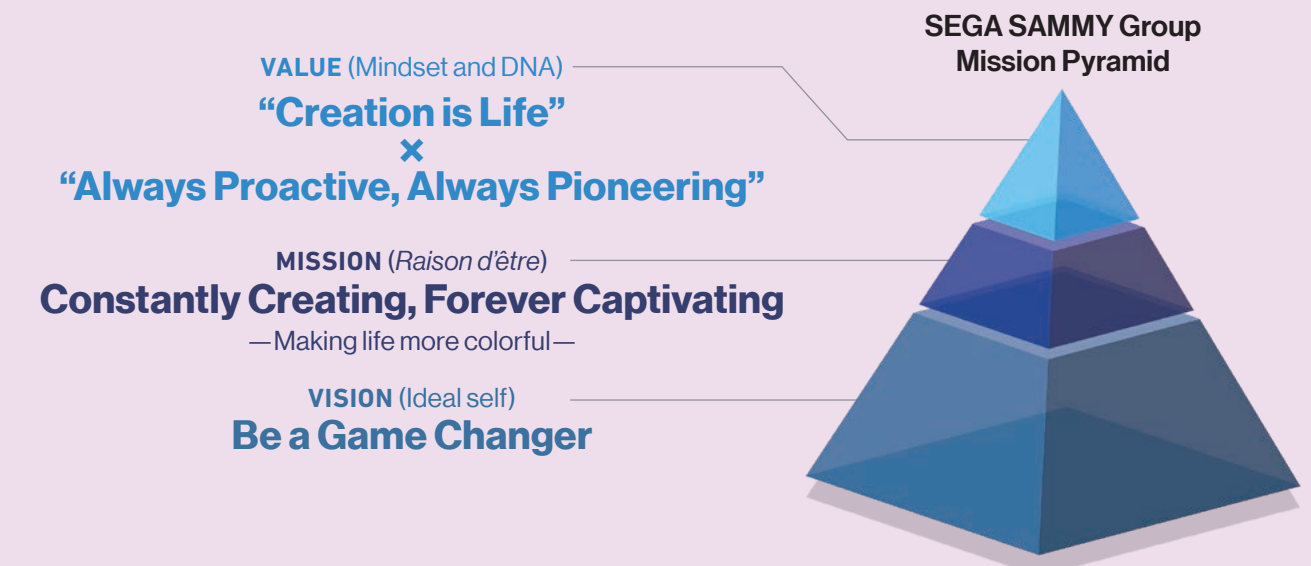 SEGA SAMMY Group
Mission Pyramid
VALUE (Mindset and DNA)
“Creation is Life”
×
“Always Proactive, Always Pioneering”
MISSION (Raison d’être)
Constantly Creating, Forever Captivating
—Making life more colorful—
VISION (Ideal self)
Be a Game Changer